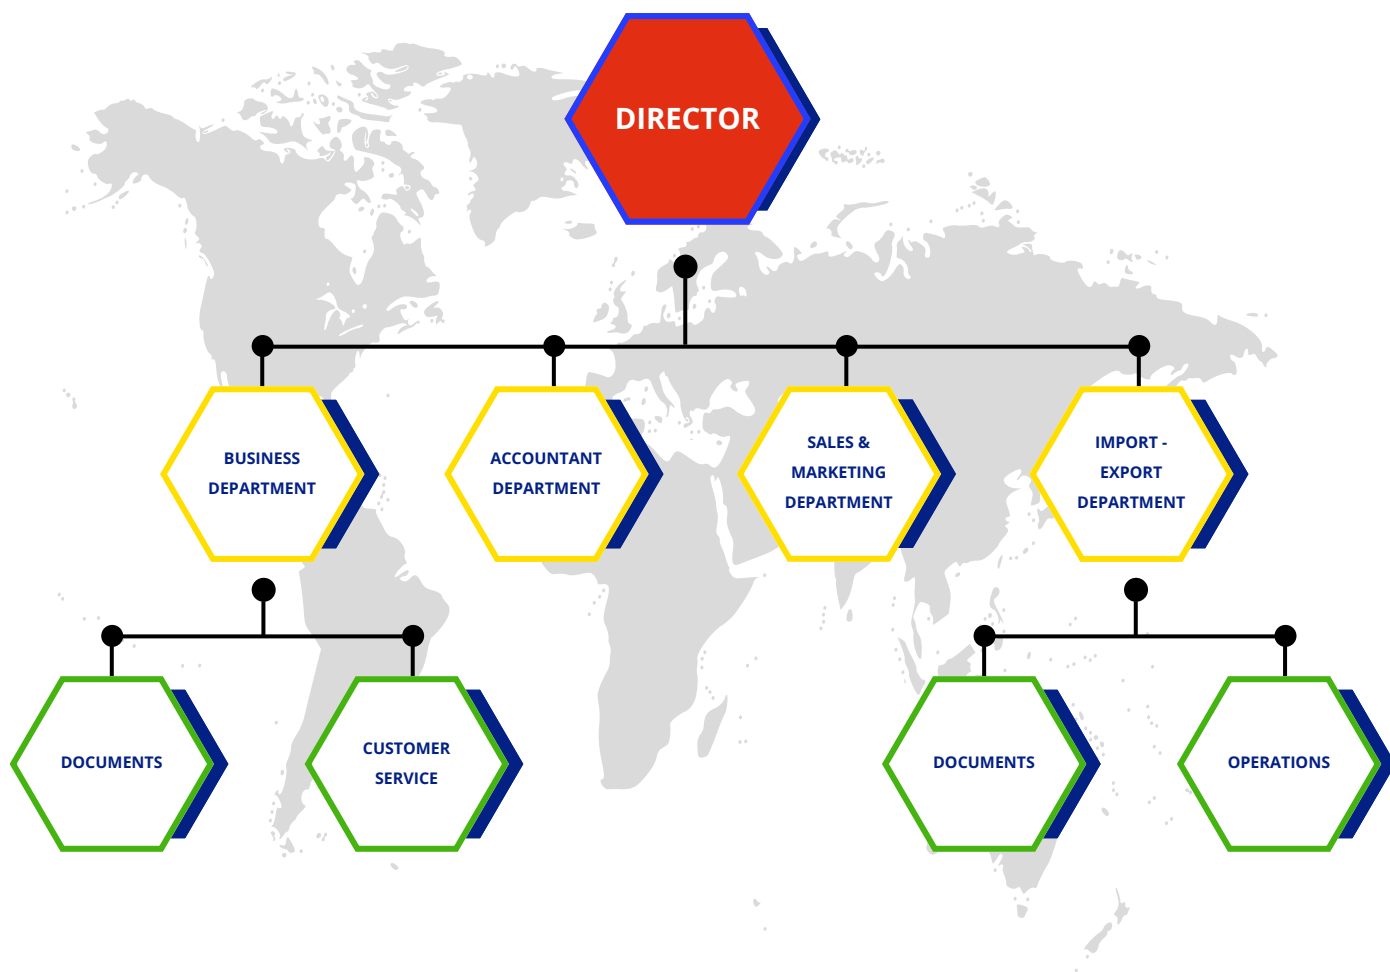 DIRECTOR
BUSINESS
DEPARTMENT
ACCOUNTANT
DEPARTMENT
SALES &
MARKETING
DEPARTMENT
IMPORT -
EXPORT
DEPARTMENT
DOCUMENTS
CUSTOMER
SERVICE
DOCUMENTS
OPERATIONS